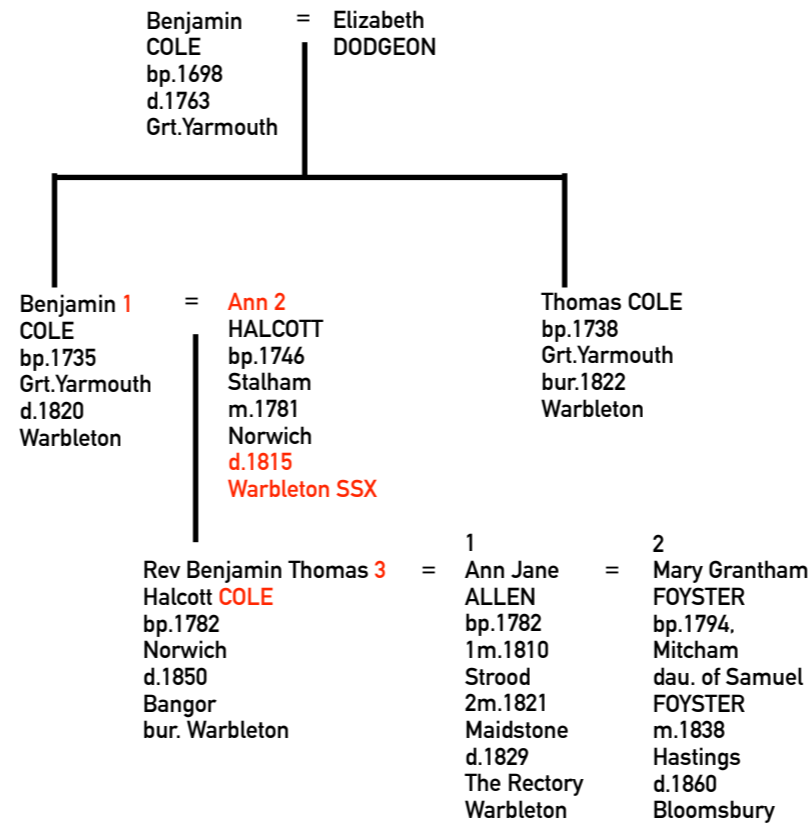 Benjamin = Elizabeth
COLE DODGEON
bp.1698
d.1763
Grt.Yarmouth
Benjamin 1 = Ann 2
COLE HALCOTT
bp.1735 bp.1746
Grt.Yarmouth Stalham
d.1820 m.1781
Warbleton Norwich
d.1815
Warbleton SSX
Thomas COLE
bp.1738
Grt.Yarmouth
bur.1822
Warbleton
Rev Benjamin Thomas 3 =
Halcott COLE
bp.1782
Norwich
d.1850
Bangor
bur. Warbleton
1
Ann Jane =
ALLEN
bp.1782
1m.1810
Strood
2m.1821
Maidstone
d.1829
The Rectory
Warbleton
2
Mary Grantham
FOYSTER
bp.1794,
Mitcham
dau. of Samuel
FOYSTER
m.1838
Hastings
d.1860
Bloomsbury